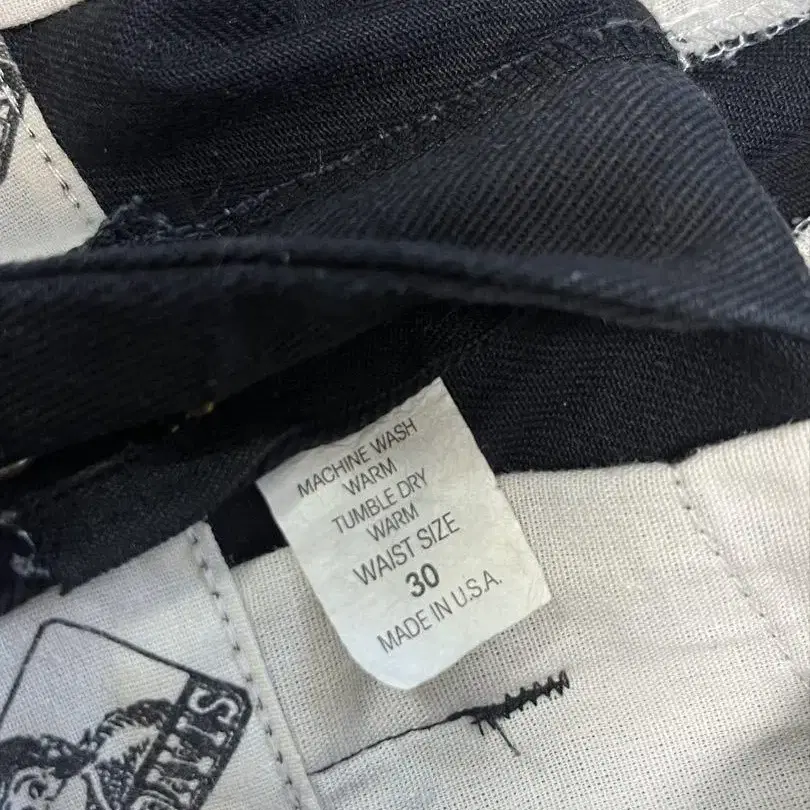 MACHINE WASH
WARM
TUMBLE DRY
WARM
WAIST SIZE
30
MADE IN U.S.A.